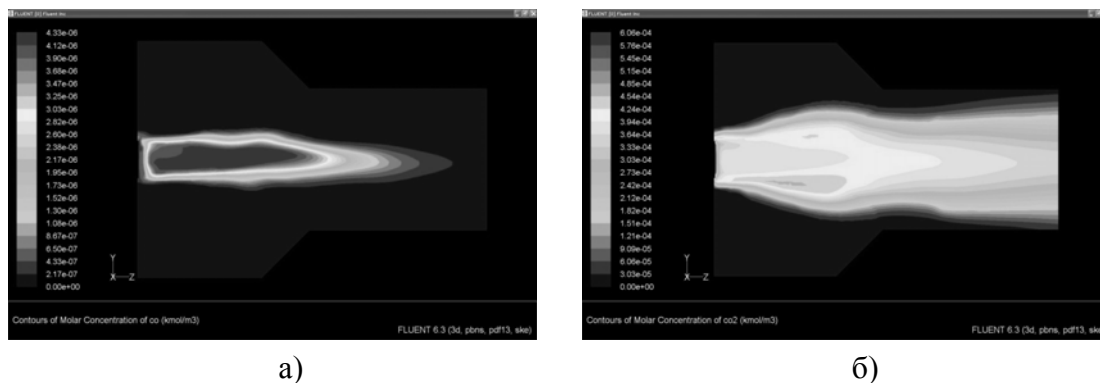 FLUENT [0] Fluent Inc
4.33e-06
4.12e-06
3.90e-06
3.68e-06
3.47e-06
3.25e-06
3.03e-06
2.82e-06
2.60e-06
2.38e-06
2.17e-06
1.95e-06
1.73e-06
1.52e-06
1.30e-06
1.08e-06
8.67e-07
6.50e-07
4.33e-07
2.17e-07
0.00e+00
Y
X Z
Contours of Molar Concentration of co (kmol/m3)
FLUENT 6.3 (3d, pbns, pdf13, ske)
а)
FLUENT [0] Fluent Inc
6.06e-04
5.76e-04
5.45e-04
5.15e-04
4.85e-04
4.54e-04
4.24e-04
3.94e-04
3.64e-04
3.33e-04
3.03e-04
2.73e-04
2.42e-04
2.12e-04
1.82e-04
1.51e-04
1.21e-04
9.09e-05
6.06e-05
3.03e-05
0.00e+00
Y
X Z
Contours of Molar Concentration of co2 (kmol/m3)
FLUENT 6.3 (3d, pbns, pdf13, ske)
б)